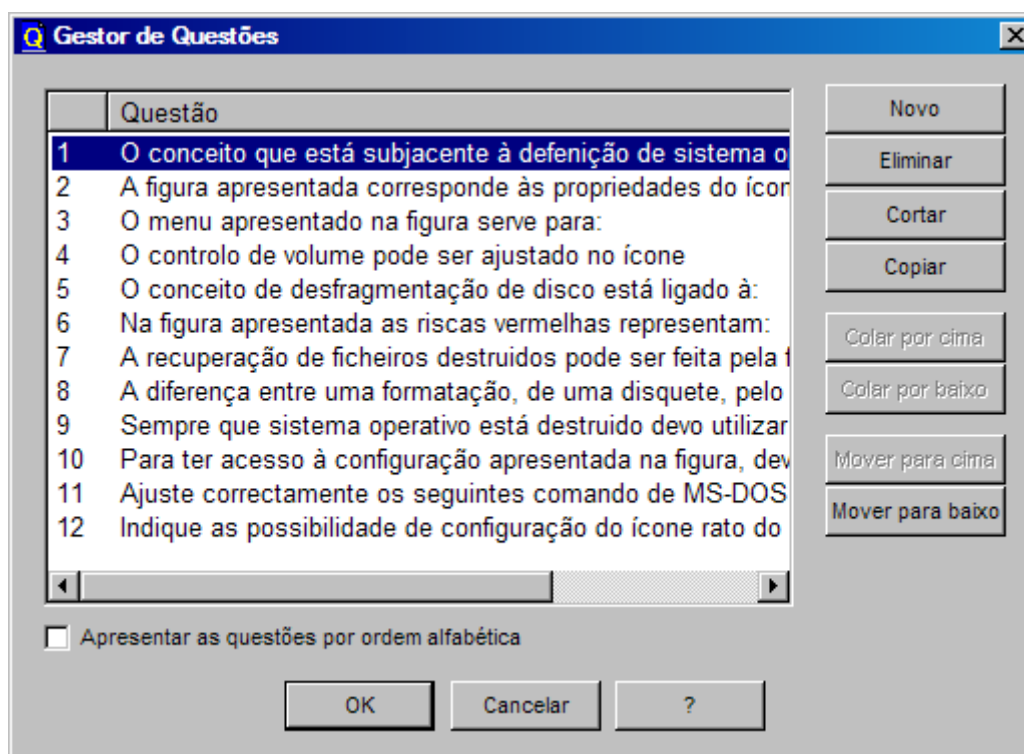 Gestor de Questões
Questão
1 O conceito que está subjacente à defenição de sistema o
2 A figura apresentada corresponde às propriedades do ícon
3 O menu apresentado na figura serve para:
4 O controlo de volume pode ser ajustado no ícone
5 O conceito de desfragmentação de disco está ligado à:
6 Na figura apresentada as riscas vermelhas representam:
7 A recuperação de ficheiros destruidos pode ser feita pela
8 A diferença entre uma formatação, de uma disquete, pelo
9 Sempre que sistema operativo está destruido devo utilizar
10 Para ter acesso à configuração apresentada na figura, dev
11 Ajuste correctamente os seguintes comando de MS-DOS
12 Indique as possibilidade de configuração do ícone rato do
Apresentar as questões por ordem alfabética
OK
Cancelar
?
Novo
Eliminar
Cortar
Copiar
Colar por cima
Colar por baixo
Mover para cima
Mover para baixo